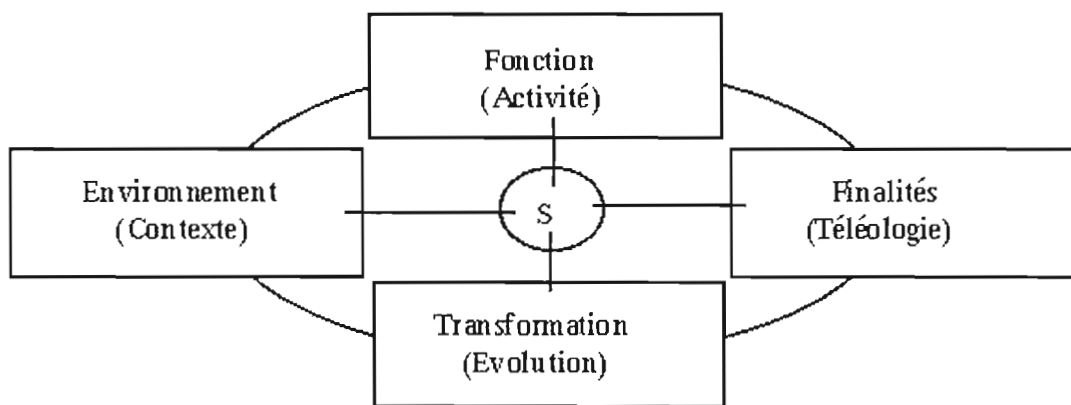 Fonction
(Activité)
Environnement
(Contexte)
S
Finalités
(Téléologie)
Transformation
(Evolution)